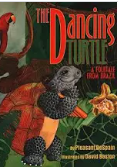 THE
Dancing
TURTLE
A FOLKTALE
FROM BRAZIL
By Pleasant DeSpain
Illustrated by David Boston